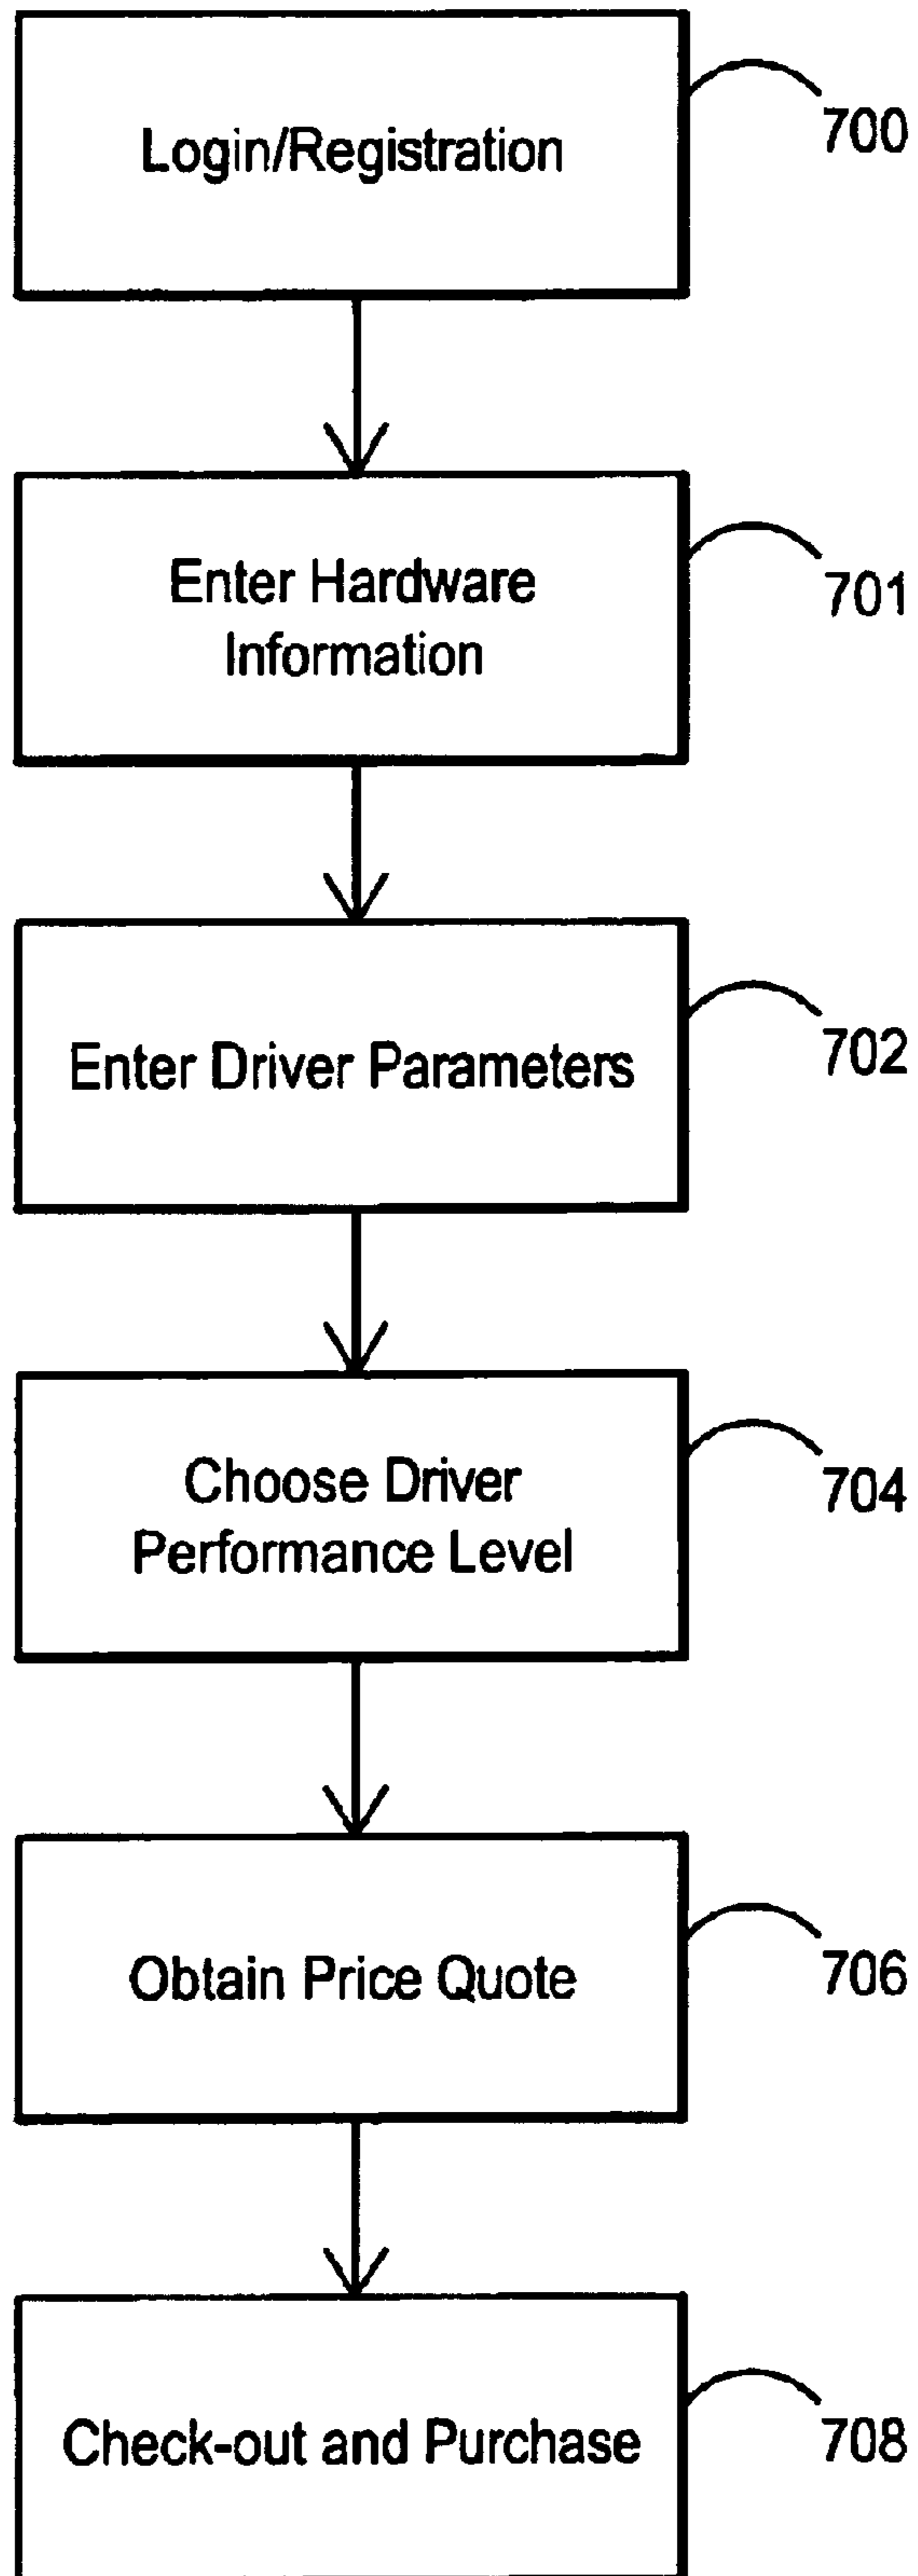 Login/Registration
700
Enter Hardware
Information
701
Enter Driver Parameters
702
Choose Driver
Performance Level
704
Obtain Price Quote
706
Check-out and Purchase
708